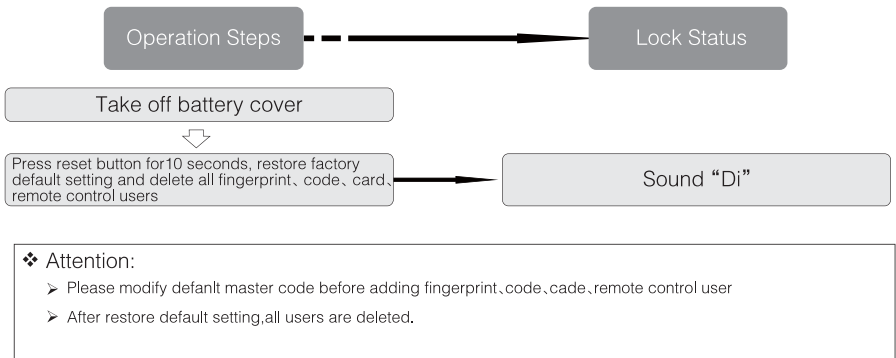 Operation Steps
Lock Status
Take off battery cover
Press reset button for10 seconds, restore factory
default setting and delete all fingerprint、code、card、
remote control users
Sound “Di”
❖ Attention:
➢ Please modify defanlt master code before adding fingerprint、code、cade、remote control user
➢ After restore default setting,all users are deleted.